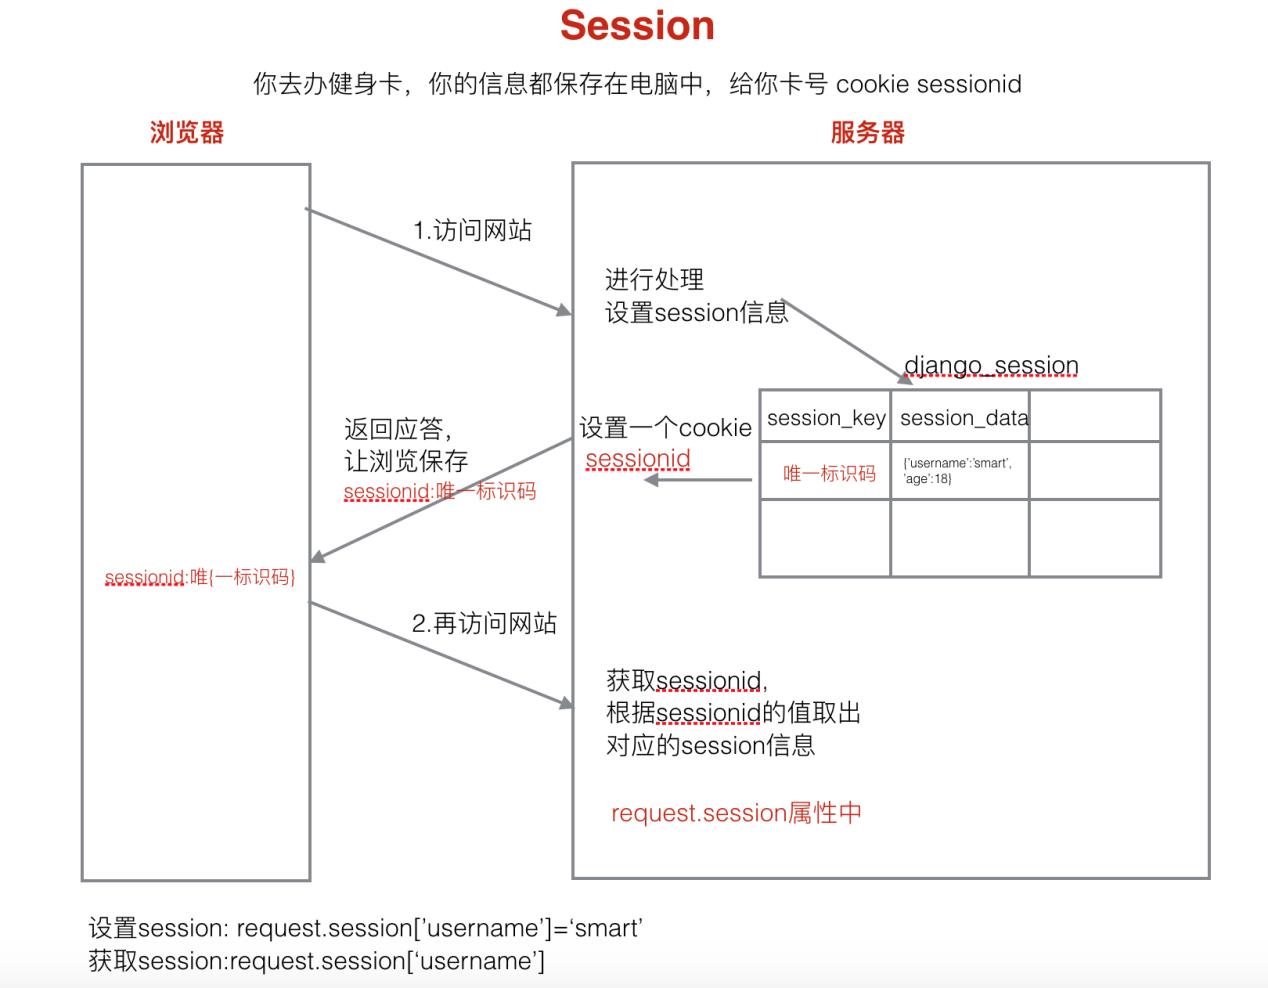 Session
你去办健身卡，你的信息都保存在电脑中，给你卡号 cookie sessionid
浏览器
服务器
1.访问网站
进行处理
设置session信息
django_session
session_key
session_data
设置一个cookie
sessionid
唯一标识码
{'username':'smart',
'age':18}
返回应答，
让浏览保存
sessionid:唯一标识码
sessionid:唯{一标识码}
2.再访问网站
获取sessionid,
根据sessionid的值取出
对应的session信息
request.session属性中
设置session: request.session[’username’]=‘smart’
获取session:request.session[‘username’]